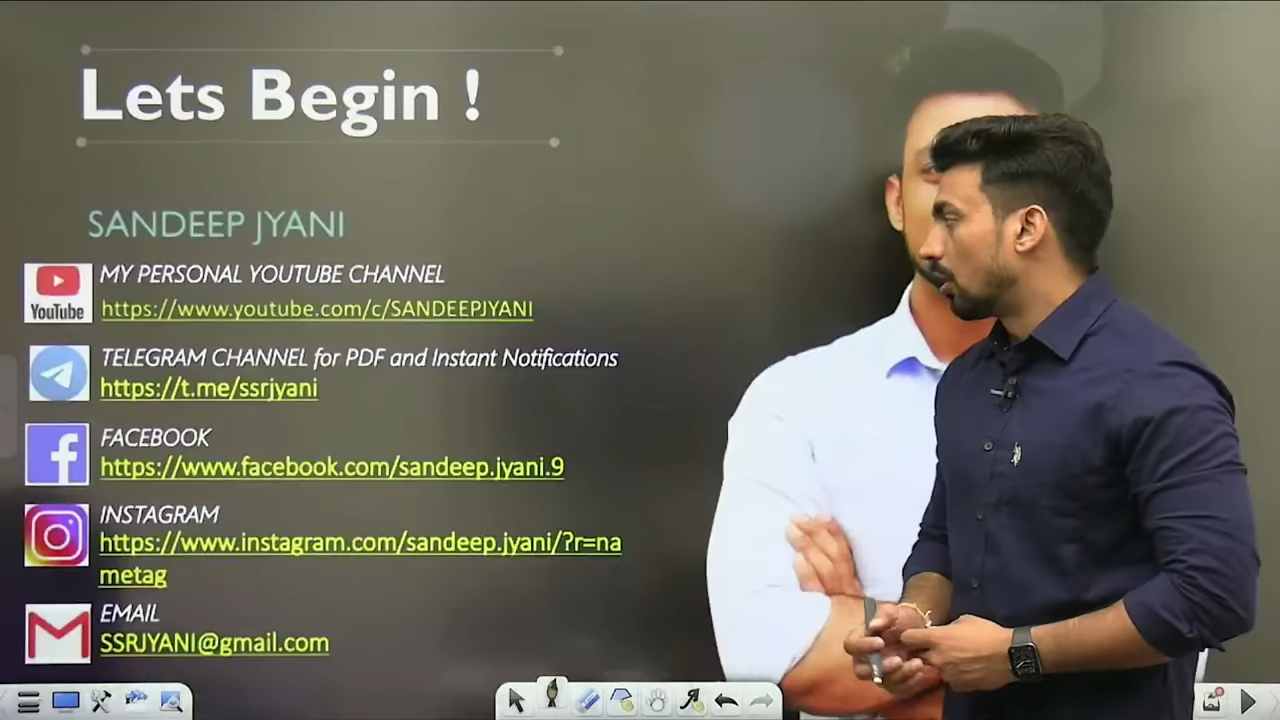 Lets Begin !
SANDEEP JYANI
MY PERSONAL YOUTUBE CHANNEL
YouTube
https://www.youtube.com/c/SANDEEPJYANI
TELEGRAM CHANNEL for PDF and Instant Notifications
https://t.me/ssrjyani
FACEBOOK
https://www.facebook.com/sandeep.jyani.9
INSTAGRAM
https://www.instagram.com/sandeep.jyani/?r=na
metag
EMAIL
SSRJYANI@gmail.com